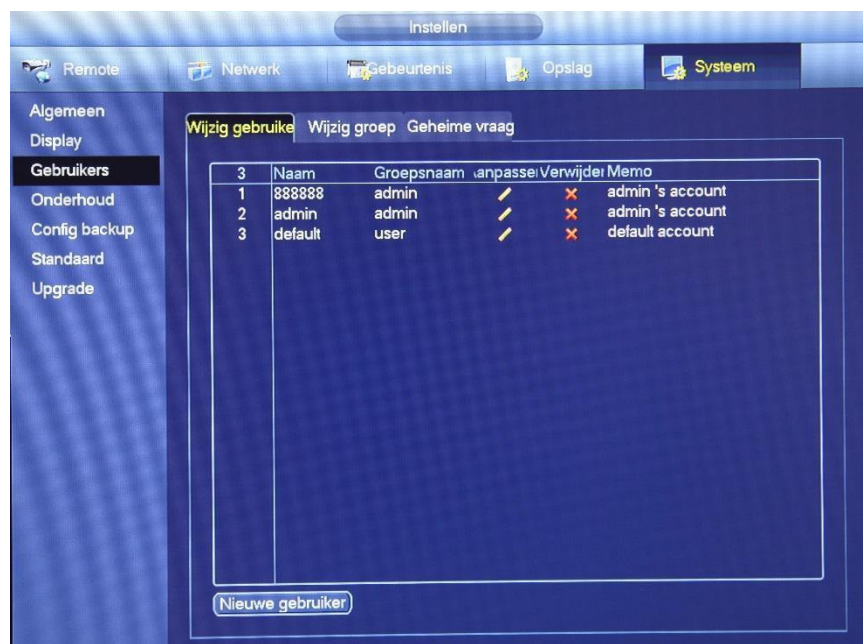 Instellen
Remote Netwerk Gebeurtenis Opslag Systeem
Algemeen
Display
Gebruikers
Onderhoud
Config backup
Standaard
Upgrade
Wijzig gebruike Wijzig groep Geheime vraag
3 Naam Groepsnaam anpasse Verwijder Memo
1 888888 admin admin 's account
2 admin admin admin 's account
3 default user default account
Nieuwe gebruiker